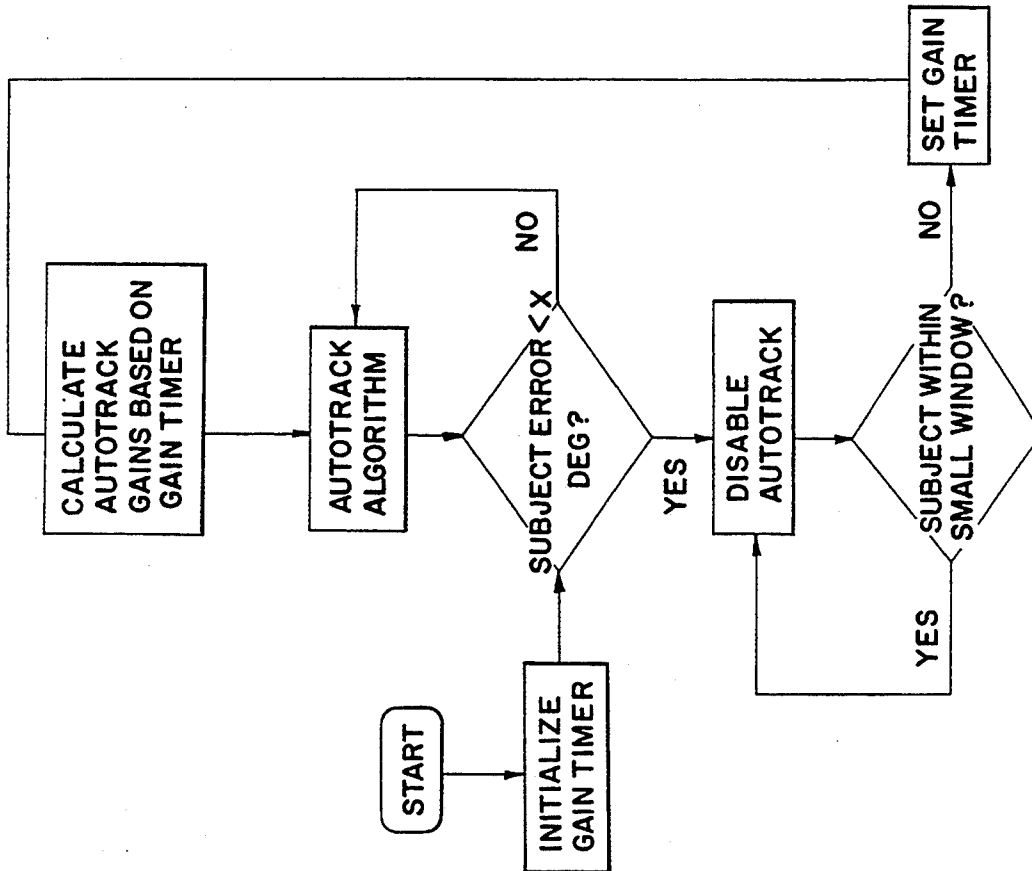 START
INITIALIZE
GAIN TIMER
CALCULATE
AUTOTRACK
GAINS BASED ON
GAIN TIMER
AUTOTRACK
ALGORITHM
SUBJECT ERROR < X
DEG?
NO
YES
DISABLE
AUTOTRACK
SUBJECT WITHIN
SMALL WINDOW?
YES
NO
SET GAIN
TIMER